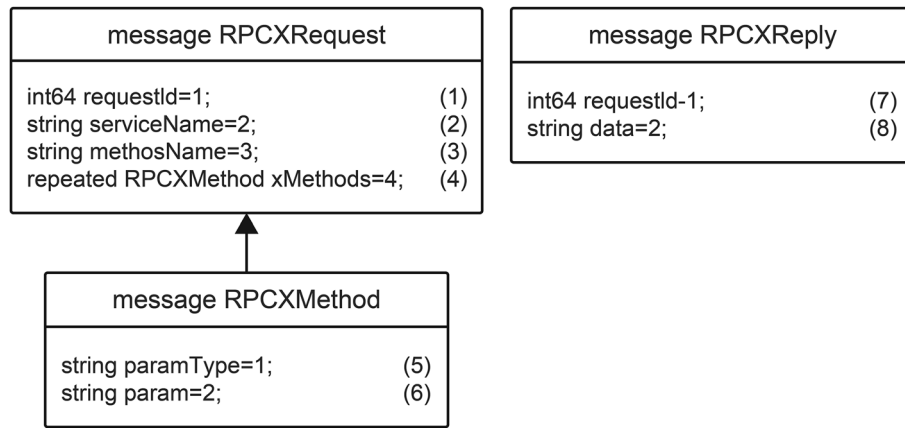 message RPCXRequest
int64 requestId=1; (1)
string serviceName=2; (2)
string methosName=3; (3)
repeated RPCXMethod xMethods=4; (4)
message RPCXReply
int64 requestId-1; (7)
string data=2; (8)
message RPCXMethod
string paramType=1; (5)
string param=2; (6)